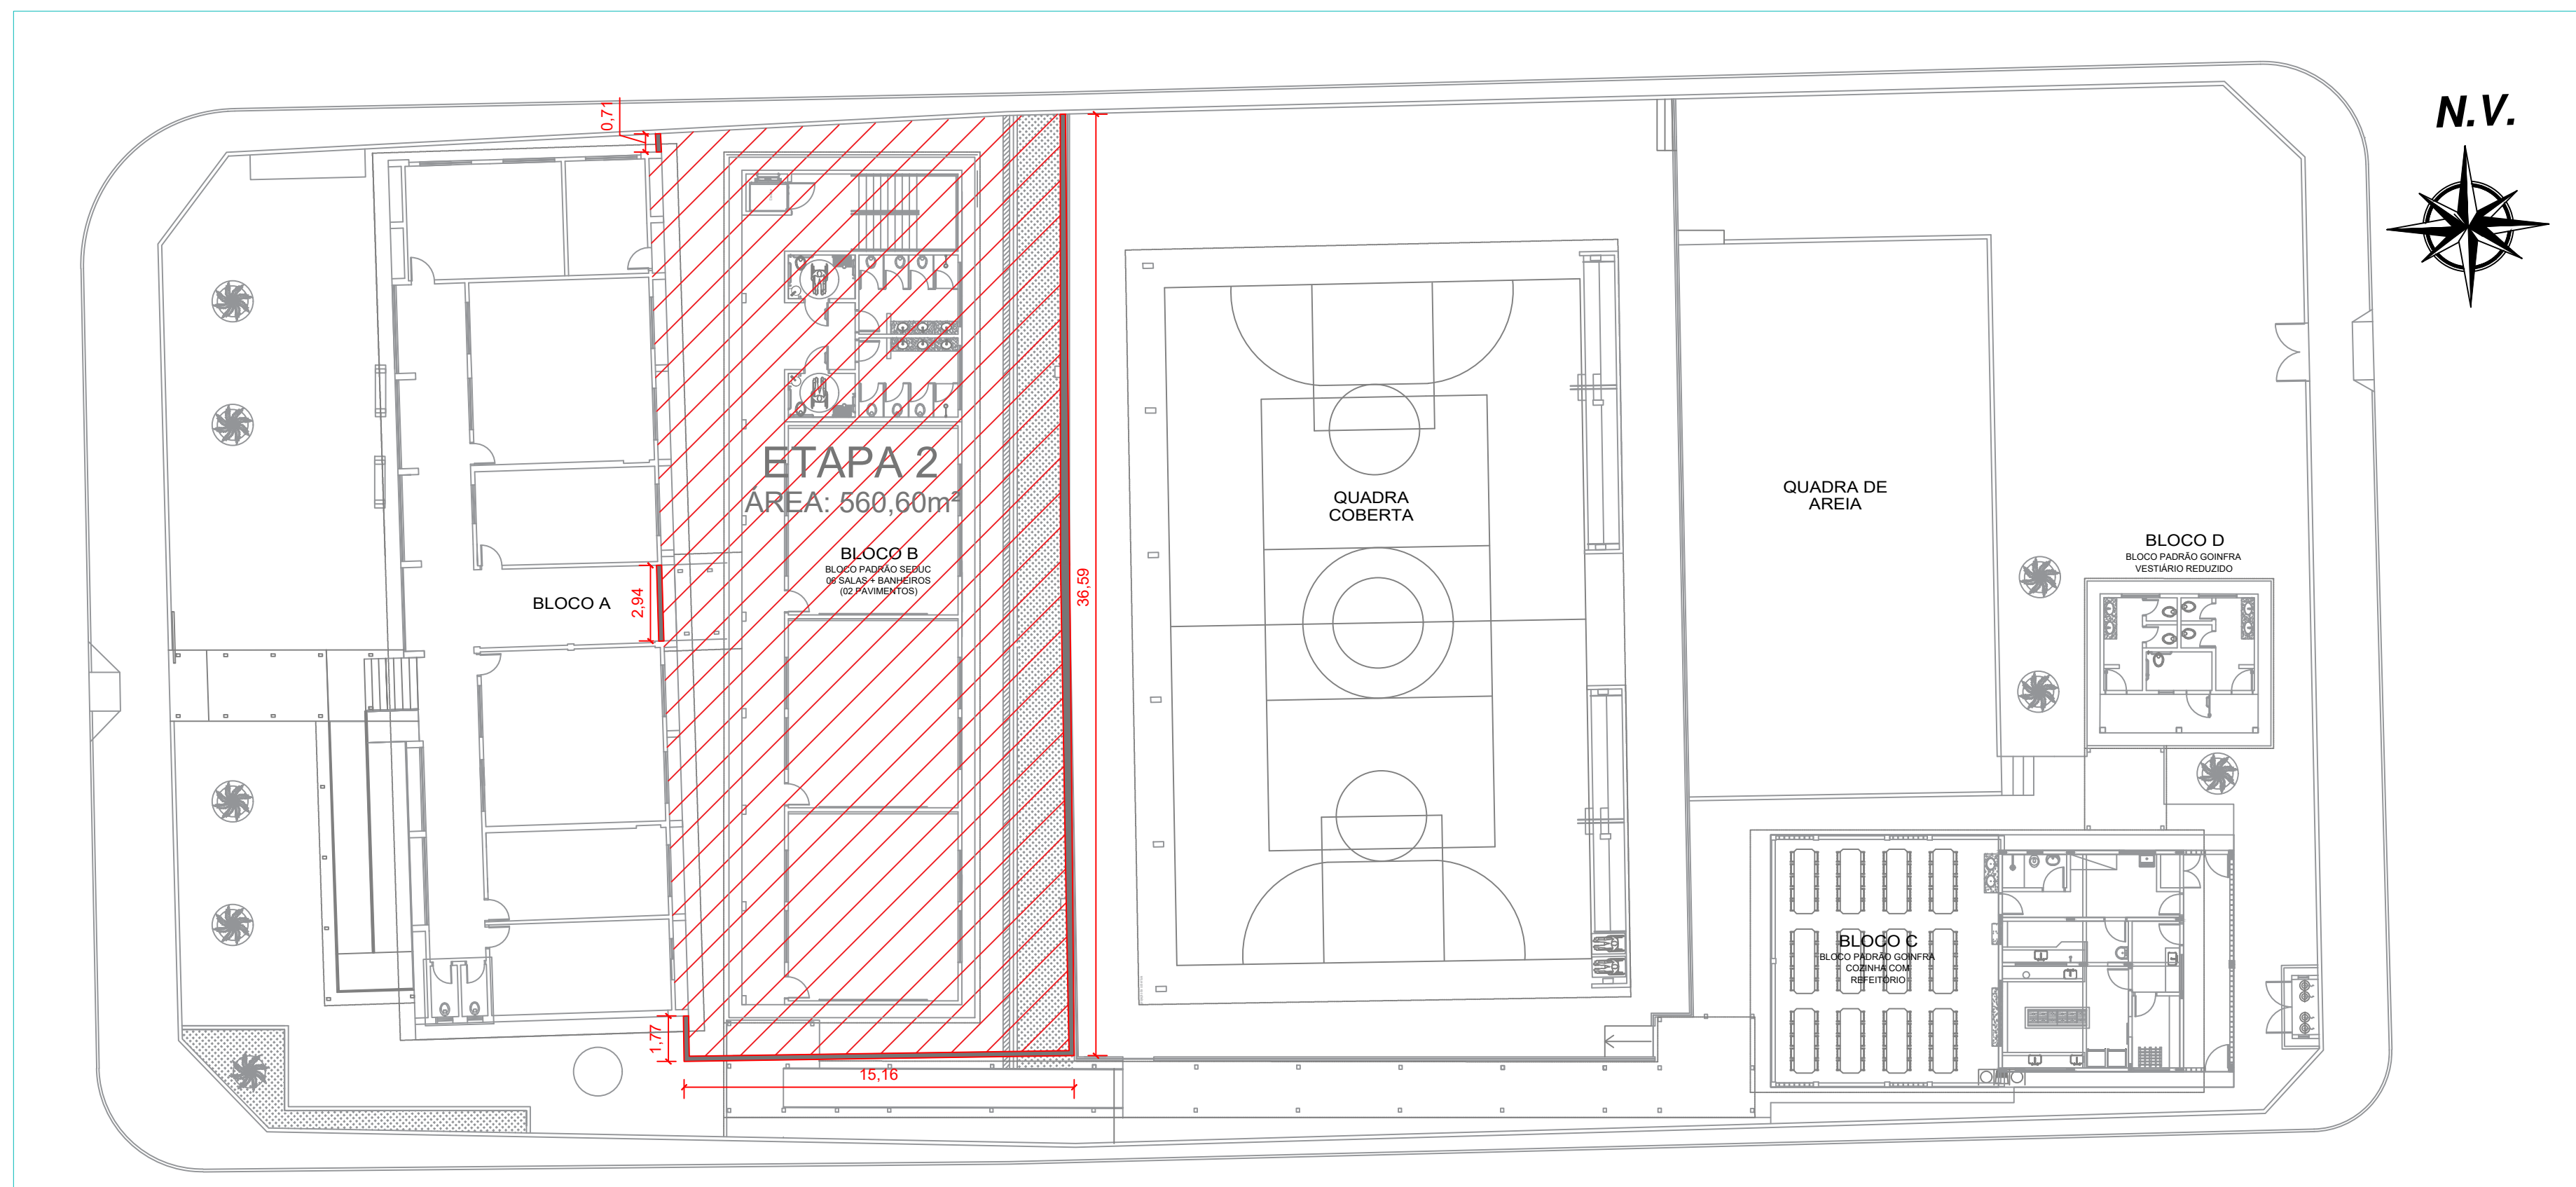 N.V.
0,71
ETAPA 2
ÁREA: 560,60m²
QUADRA
COBERTA
QUADRA DE
AREIA
BLOCO D
BLOCO PADRÃO GOINFRA
VESTIÁRIO REDUZIDO
BLOCO B
BLOCO PADRÃO SEDUC
06 SALAS + BANHEIROS
(02 PAVIMENTOS)
BLOCO A
2,94
36,59
BLOCO C
BLOCO PADRÃO GOINFRA
COZINHA COM
REFEITÓRIO
1,77
15,16